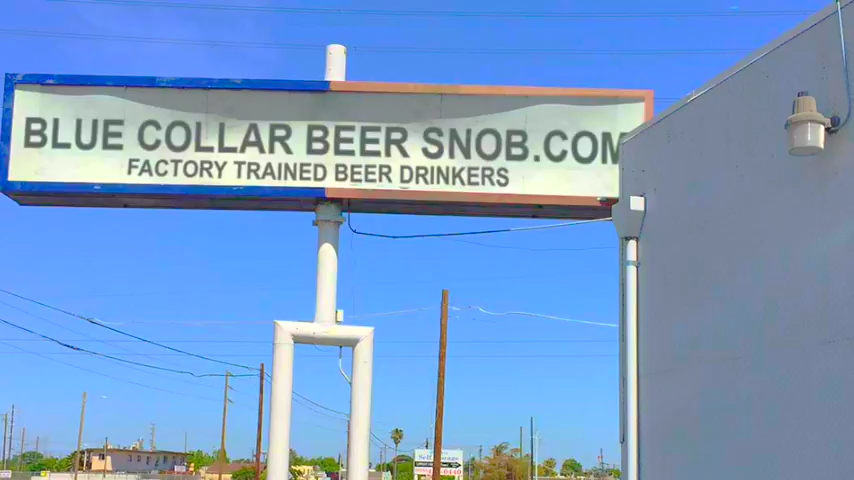 BLUE COLLAR BEER SNOB.COM
FACTORY TRAINED BEER DRINKERS